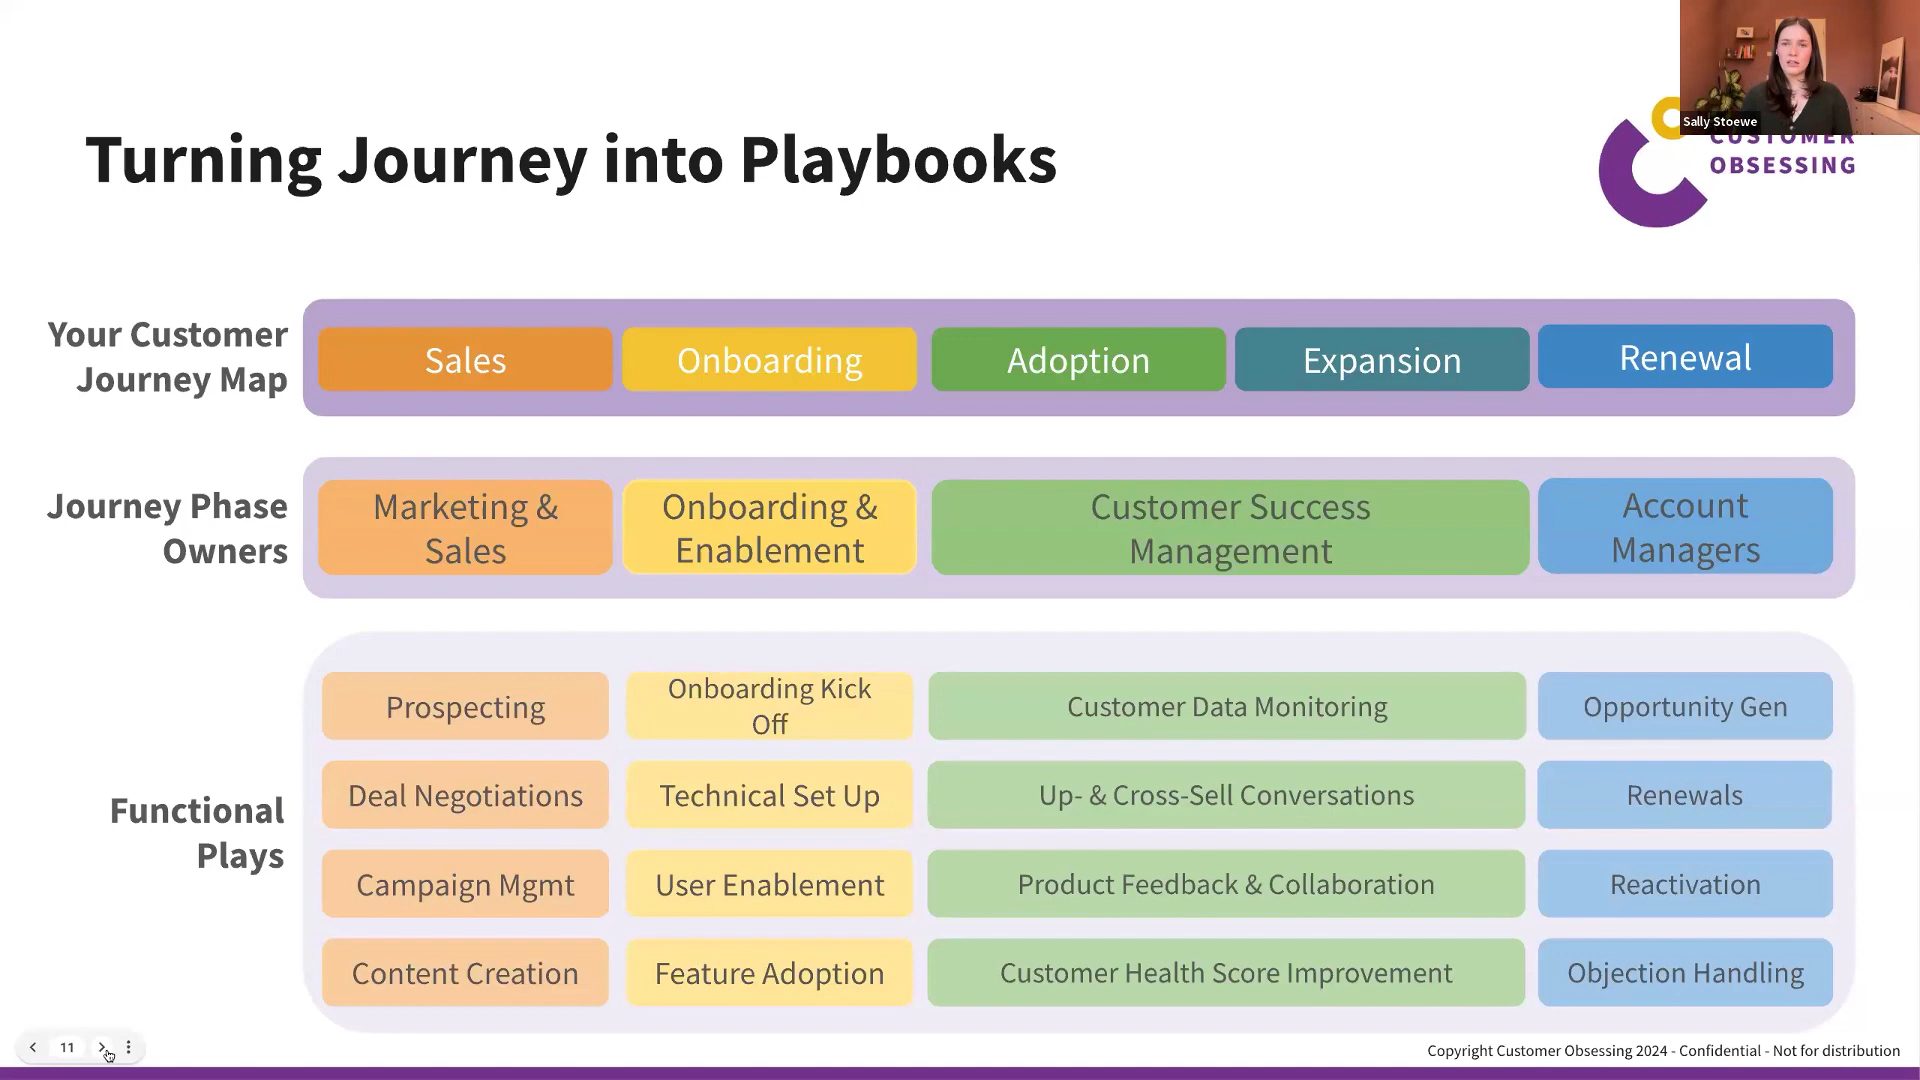 Sally Stoewe
Turning Journey into Playbooks
CUSTOMER
OBSESSING
Your Customer
Journey Map
Sales
Onboarding
Adoption
Expansion
Renewal
Journey Phase
Owners
Marketing &
Sales
Onboarding &
Enablement
Customer Success
Management
Account
Managers
Functional
Plays
Prospecting
Onboarding Kick
Off
Customer Data Monitoring
Opportunity Gen
Deal Negotiations
Technical Set Up
Up- & Cross-Sell Conversations
Renewals
Campaign Mgmt
User Enablement
Product Feedback & Collaboration
Reactivation
Content Creation
Feature Adoption
Customer Health Score Improvement
Objection Handling
11
Copyright Customer Obsessing 2024 - Confidential - Not for distribution